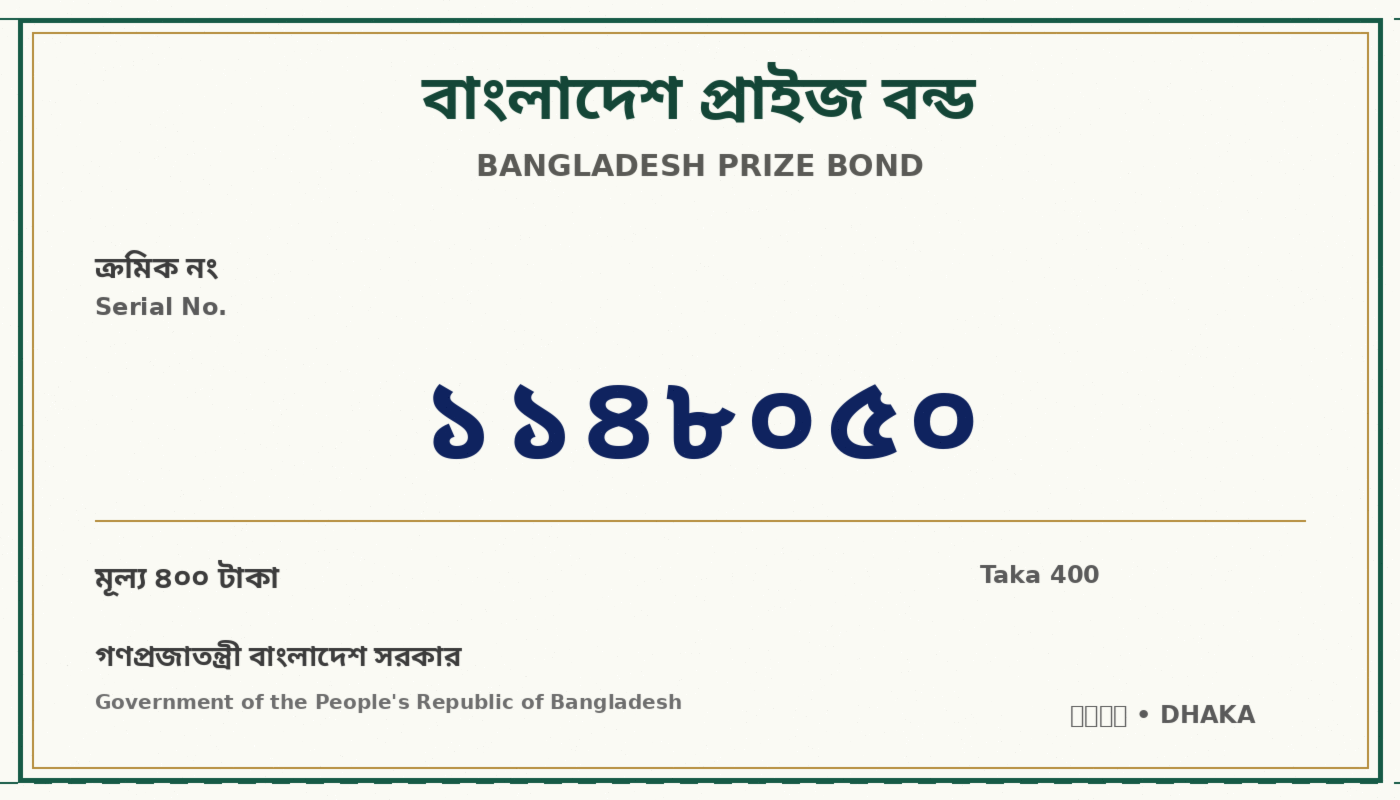 বাংলাদেশ প্রাইজ বন্ড
BANGLADESH PRIZE BOND
ক্রমিক নং
Serial No.
১১৪৮০৫০
মূল্য ৪০০ টাকা
Taka 400
গণপ্রজাতন্ত্রী বাংলাদেশ সরকার
Government of the People's Republic of Bangladesh
• DHAKA